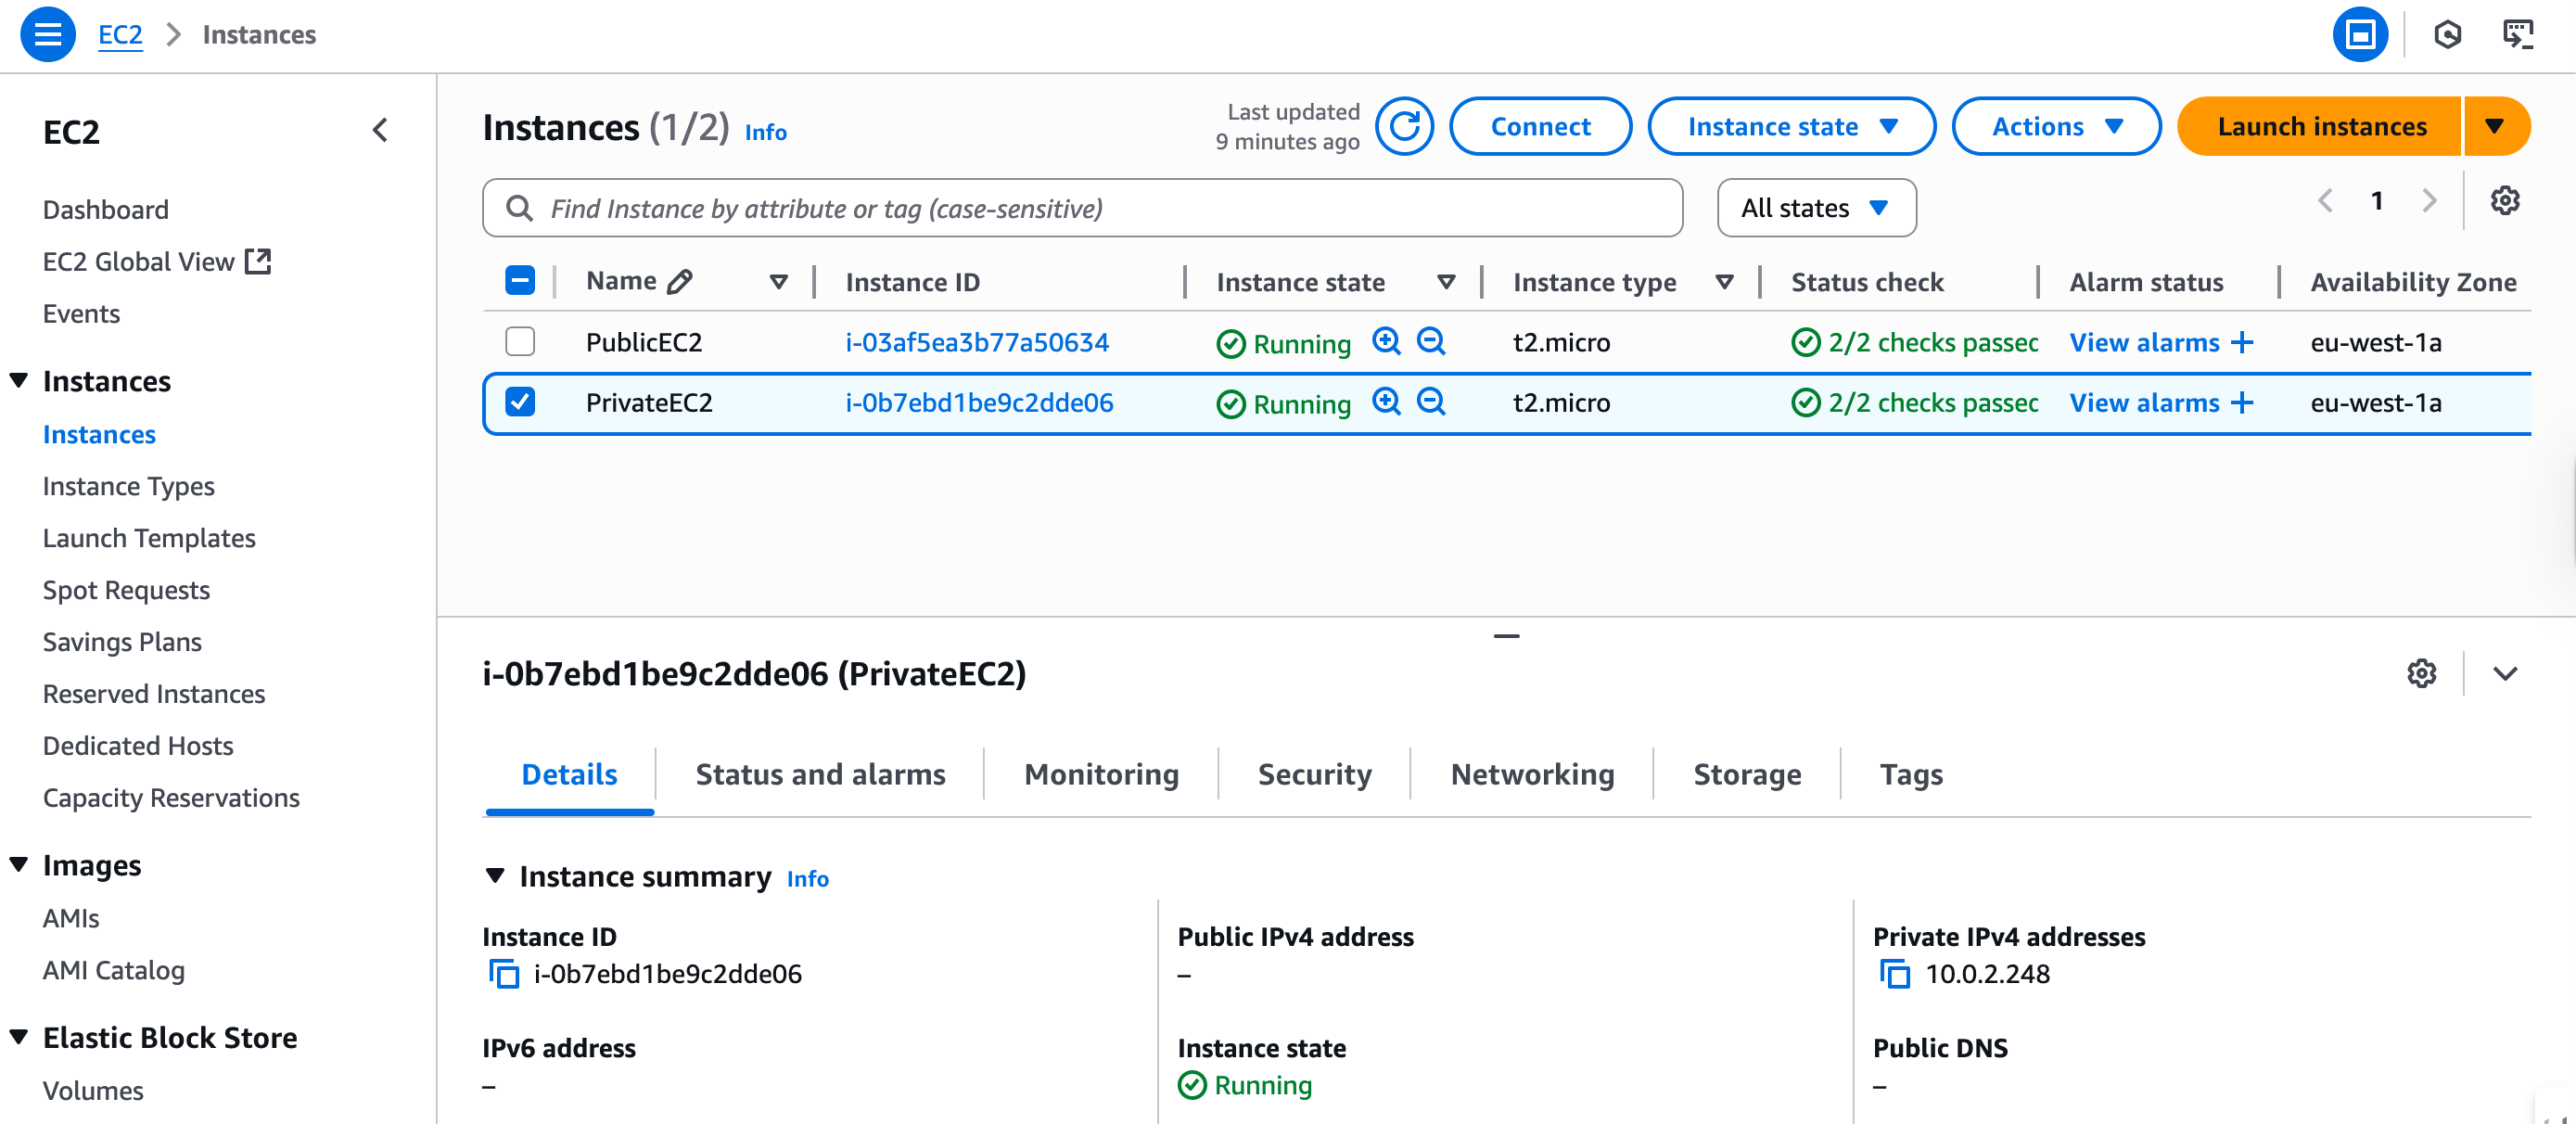 EC2 > Instances
EC2
Dashboard
EC2 Global View
Events
Instances
Instances
Instance Types
Launch Templates
Spot Requests
Savings Plans
Reserved Instances
Dedicated Hosts
Capacity Reservations
Images
AMIs
AMI Catalog
Elastic Block Store
Volumes
Instances (1/2) Info
Last updated
9 minutes ago
Connect
Instance state
Actions
Launch instances
Find Instance by attribute or tag (case-sensitive)
All states
1
Name Instance ID Instance state Instance type Status check Alarm status Availability Zone
PublicEC2 i-03af5ea3b77a50634 Running t2.micro 2/2 checks passec View alarms + eu-west-1a
PrivateEC2 i-0b7ebd1be9c2dde06 Running t2.micro 2/2 checks passec View alarms + eu-west-1a
i-0b7ebd1be9c2dde06 (PrivateEC2)
Details Status and alarms Monitoring Security Networking Storage Tags
Instance summary Info
Instance ID
i-0b7ebd1be9c2dde06
Public IPv4 address
–
Private IPv4 addresses
10.0.2.248
IPv6 address
–
Instance state
Running
Public DNS
–